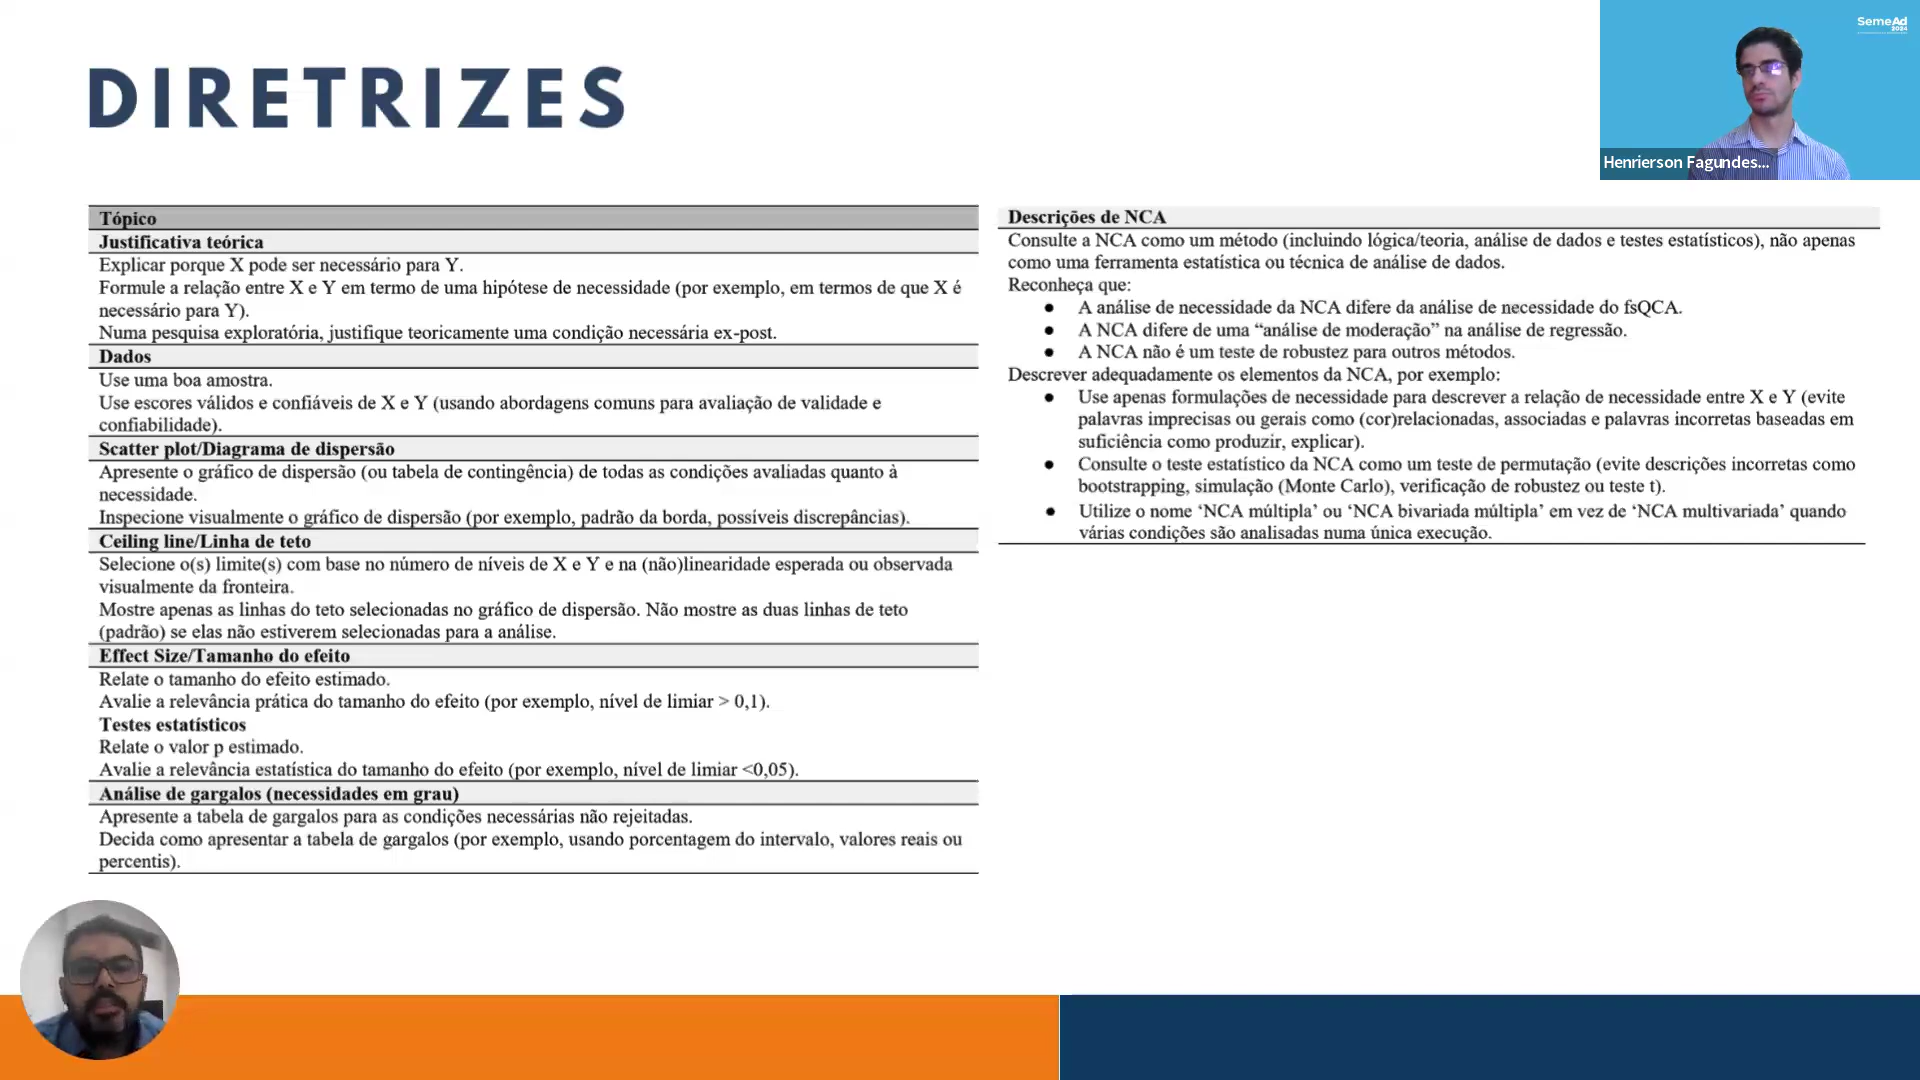 DIRETRIZES
SemeAd
2024
Henrierson Fagundes...
Tópico
Justificativa teórica
Explicar porque X pode ser necessário para Y.
Formule a relação entre X e Y em termo de uma hipótese de necessidade (por exemplo, em termos de que X é
necessário para Y).
Numa pesquisa exploratória, justifique teoricamente uma condição necessária ex-post.
Dados
Use uma boa amostra.
Use escores válidos e confiáveis de X e Y (usando abordagens comuns para avaliação de validade e
confiabilidade).
Scatter plot/Diagrama de dispersão
Apresente o gráfico de dispersão (ou tabela de contingência) de todas as condições avaliadas quanto à
necessidade.
Inspecione visualmente o gráfico de dispersão (por exemplo, padrão da borda, possíveis discrepâncias).
Ceiling line/Linha de teto
Selecione o(s) limite(s) com base no número de níveis de X e Y e na (não)linearidade esperada ou observada
visualmente da fronteira.
Mostre apenas as linhas do teto selecionadas no gráfico de dispersão. Não mostre as duas linhas de teto
(padrão) se elas não estiverem selecionadas para a análise.
Effect Size/Tamanho do efeito
Relate o tamanho do efeito estimado.
Avalie a relevância prática do tamanho do efeito (por exemplo, nível de limiar > 0,1).
Testes estatísticos
Relate o valor p estimado.
Avalie a relevância estatística do tamanho do efeito (por exemplo, nível de limiar <0,05).
Análise de gargalos (necessidades em grau)
Apresente a tabela de gargalos para as condições necessárias não rejeitadas.
Decida como apresentar a tabela de gargalos (por exemplo, usando porcentagem do intervalo, valores reais ou
percentis).
Descrições de NCA
Consulte a NCA como um método (incluindo lógica/teoria, análise de dados e testes estatísticos), não apenas
como uma ferramenta estatística ou técnica de análise de dados.
Reconheça que:
● A análise de necessidade da NCA difere da análise de necessidade do fsQCA.
● A NCA difere de uma “análise de moderação” na análise de regressão.
● A NCA não é um teste de robustez para outros métodos.
Descrever adequadamente os elementos da NCA, por exemplo:
● Use apenas formulações de necessidade para descrever a relação de necessidade entre X e Y (evite
palavras imprecisas ou gerais como (cor)relacionadas, associadas e palavras incorretas baseadas em
suficiência como produzir, explicar).
● Consulte o teste estatístico da NCA como um teste de permutação (evite descrições incorretas como
bootstrapping, simulação (Monte Carlo), verificação de robustez ou teste t).
● Utilize o nome ‘NCA múltipla’ ou ‘NCA bivariada múltipla’ em vez de ‘NCA multivariada’ quando
várias condições são analisadas numa única execução.